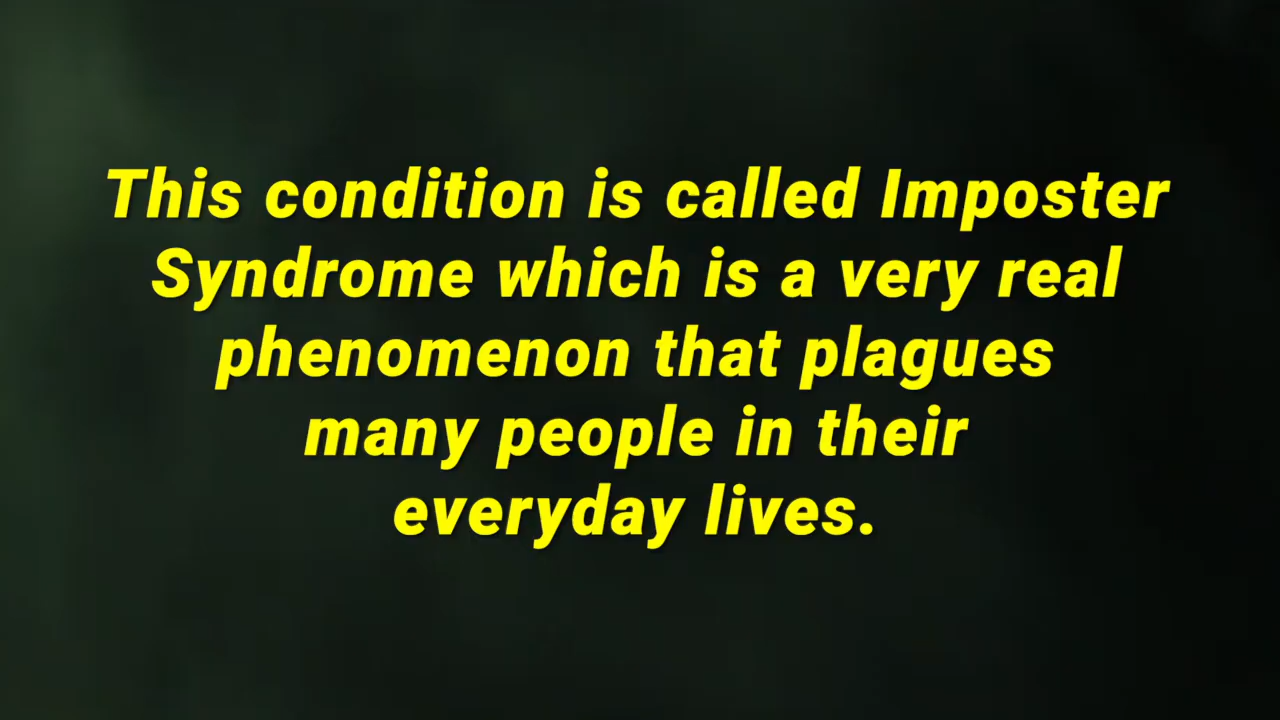 This condition is called Imposter
Syndrome which is a very real
phenomenon that plagues
many people in their
everyday lives.